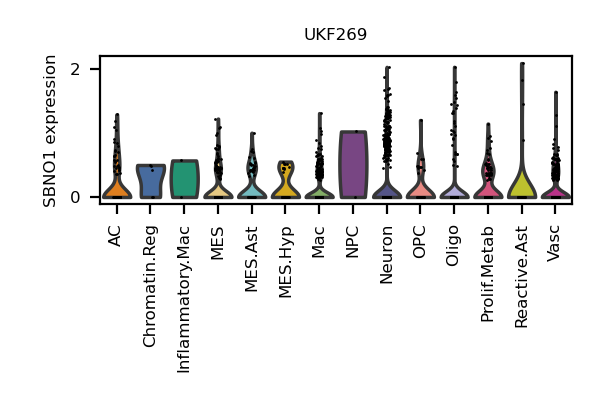 UKF269
SBNO1 expression
2
0
AC
Chromatin.Reg
Inflammatory.Mac
MES
MES.Ast
MES.Hyp
Mac
NPC
Neuron
OPC
Oligo
Prolif.Metab
Reactive.Ast
Vasc